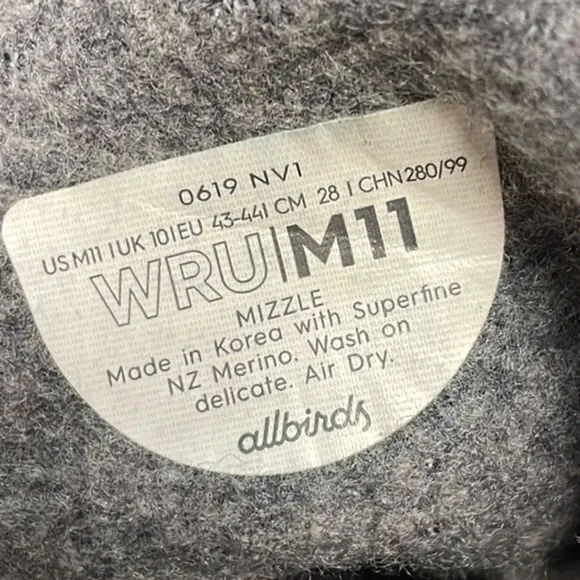 0619 NV1
US M11 | UK 10 | EU 43-44 | CM 28 | CHN 280/99
WRU|M11
MIZZLE
Made in Korea with Superfine
NZ Merino. Wash on
delicate. Air Dry.
allbirds